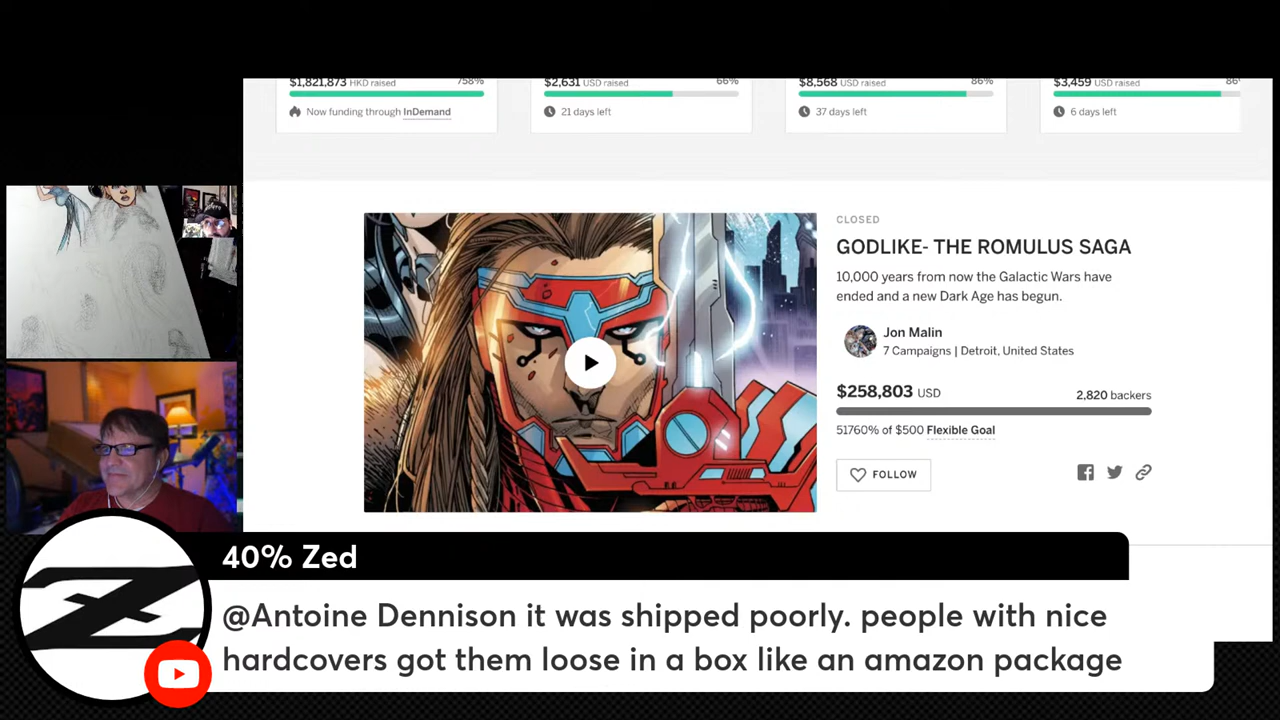 $1,821,873 HKD raised 758%
$2,631 USD raised 66%
$8,568 USD raised 86%
$3,459 USD raised 86
Now funding through InDemand
21 days left
37 days left
6 days left
CLOSED
GODLIKE- THE ROMULUS SAGA
10,000 years from now the Galactic Wars have
ended and a new Dark Age has begun.
Jon Malin
7 Campaigns | Detroit, United States
$258,803 USD 2,820 backers
51760% of $500 Flexible Goal
FOLLOW
40% Zed
@Antoine Dennison it was shipped poorly. people with nice
hardcovers got them loose in a box like an amazon package